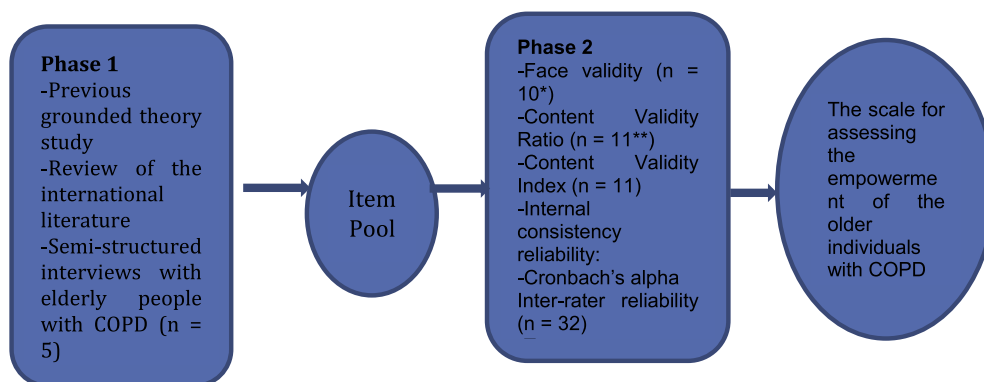 Phase 1
-Previous
grounded theory
study
-Review of the
international
literature
-Semi-structured
interviews with
elderly people
with COPD (n =
5)
Item
Pool
Phase 2
-Face validity (n =
10*)
-Content Validity
Ratio (n = 11**)
-Content Validity
Index (n = 11)
-Internal
consistency
reliability:
-Cronbach's alpha
Inter-rater reliability
(n = 32)
The scale for
assessing
the
empowerme
nt of the
older
individuals
with COPD